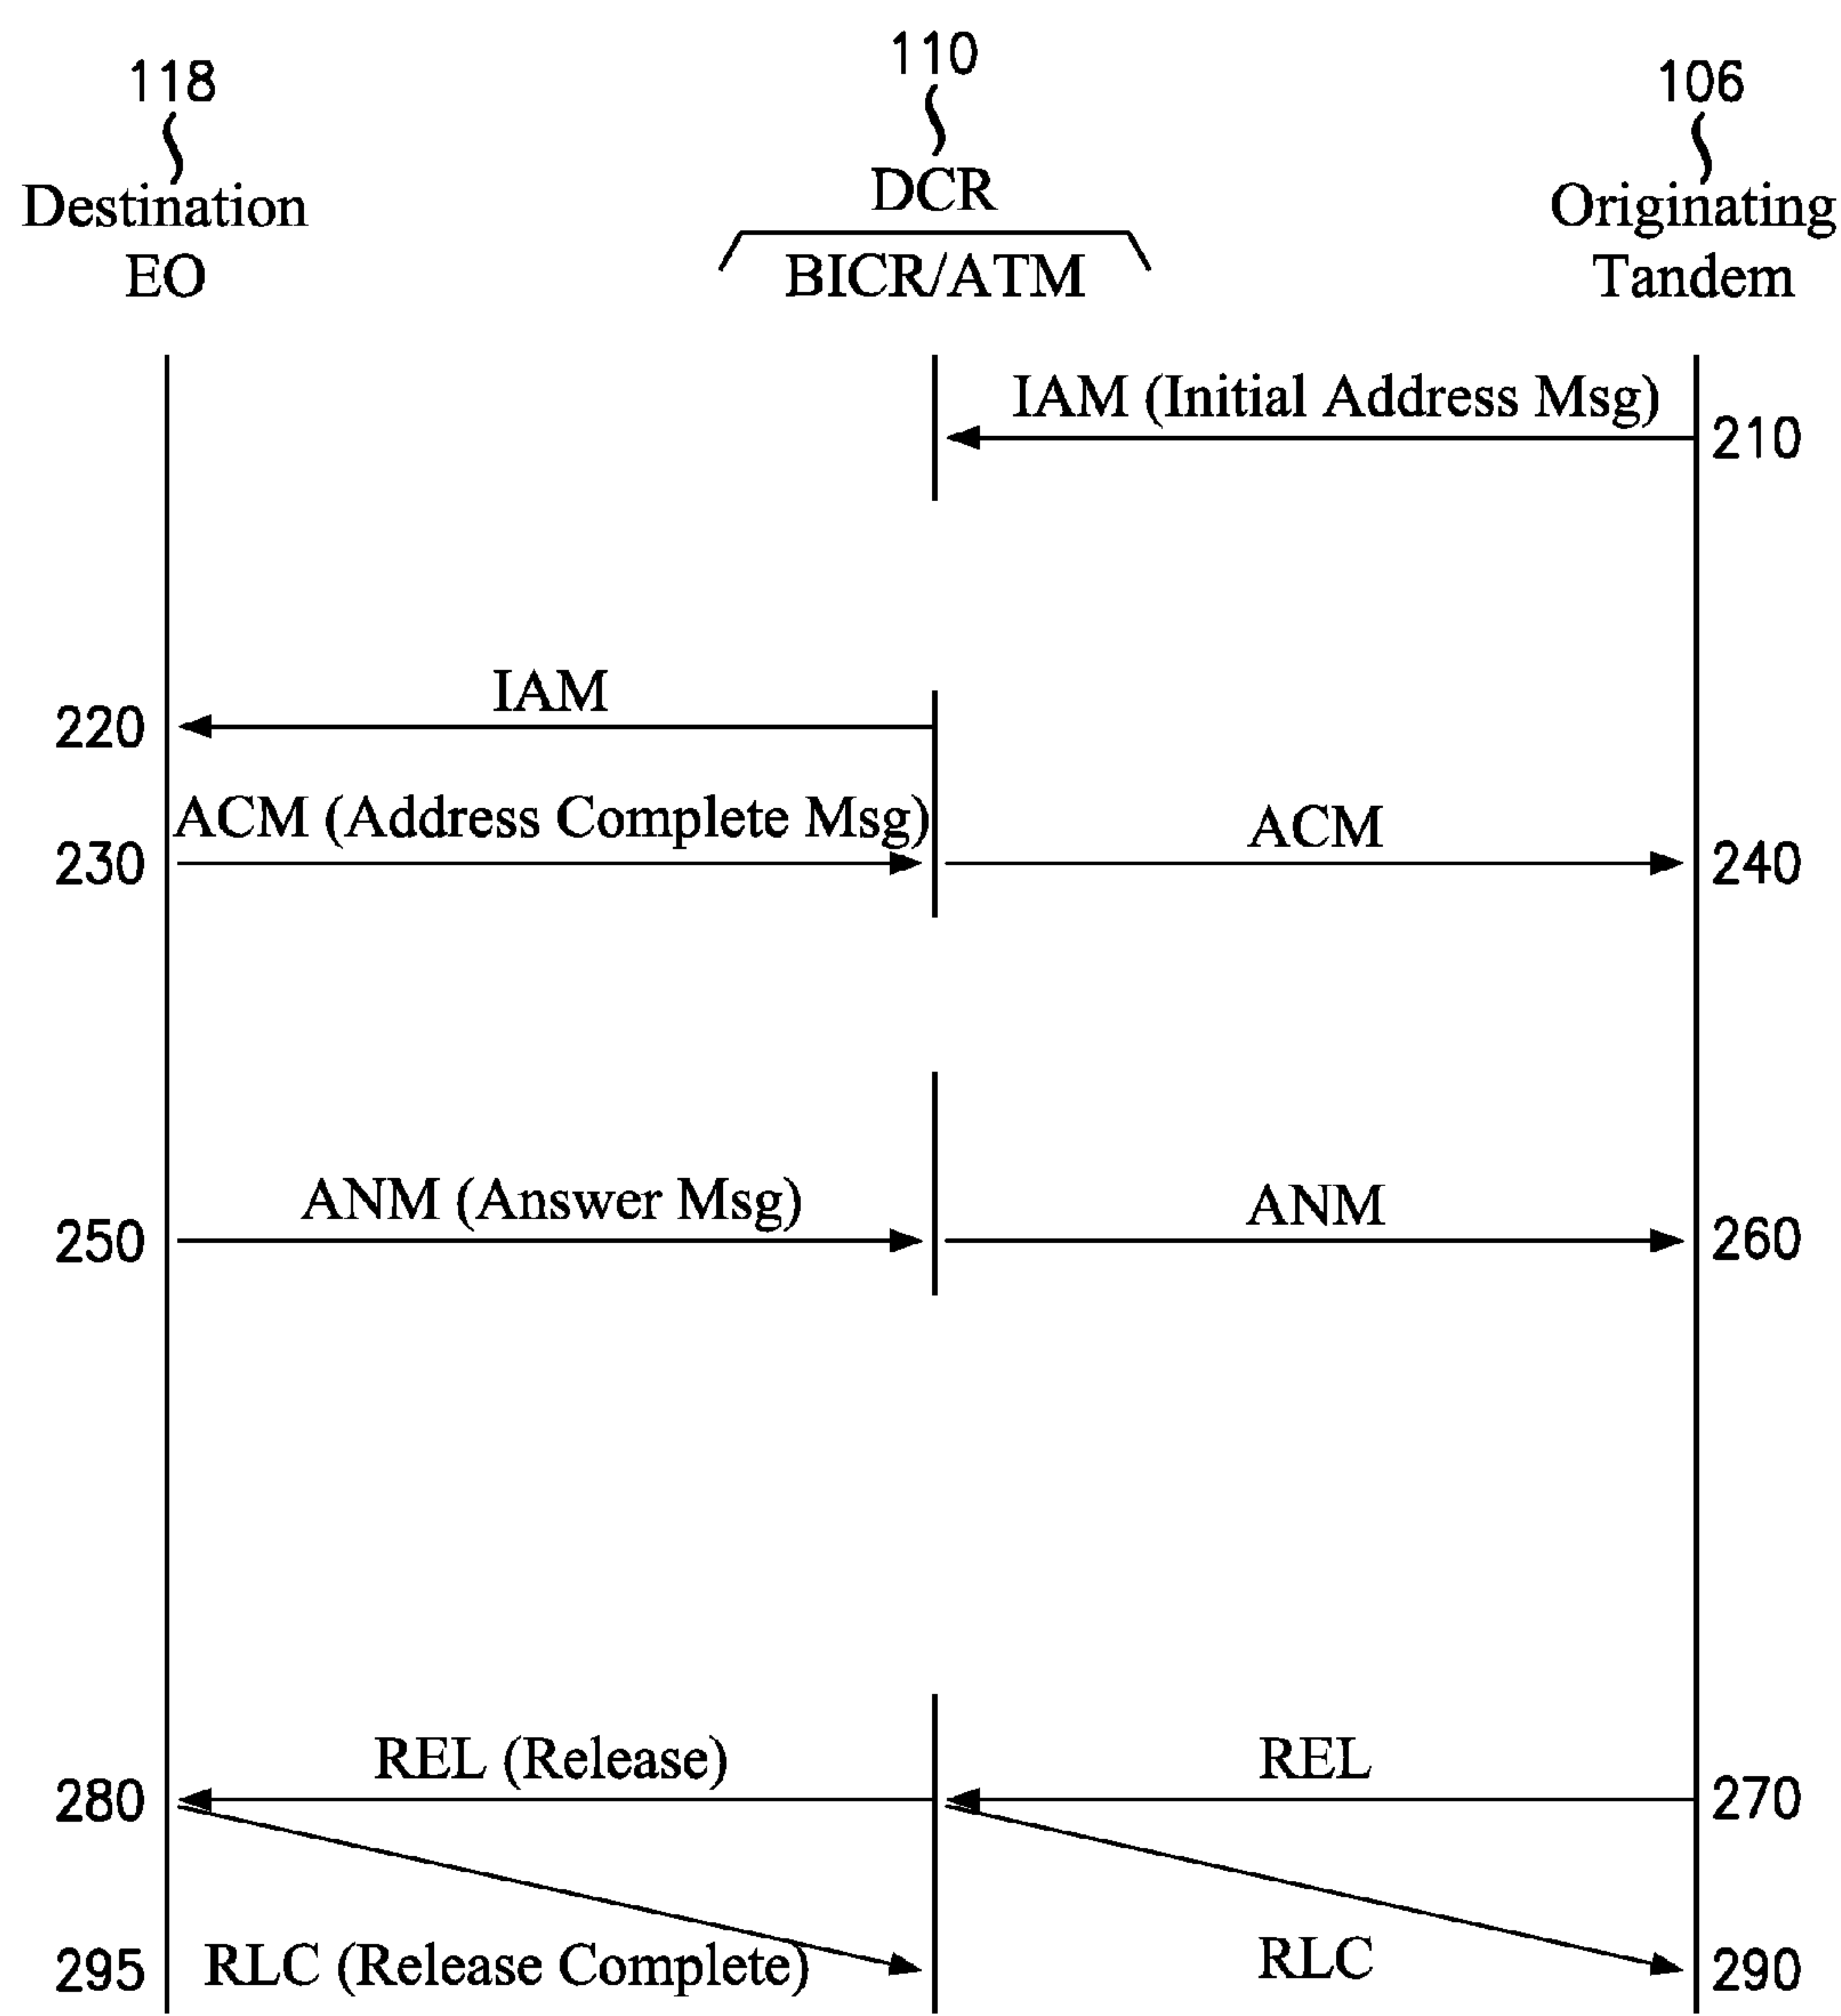 118
110
106
Destination
EO
DCR
BICR/ATM
Originating
Tandem
IAM (Initial Address Msg)
210
IAM
220
ACM (Address Complete Msg)
ACM
230
240
ANM (Answer Msg)
ANM
250
260
REL (Release)
REL
280
270
295
RLC (Release Complete)
RLC
290